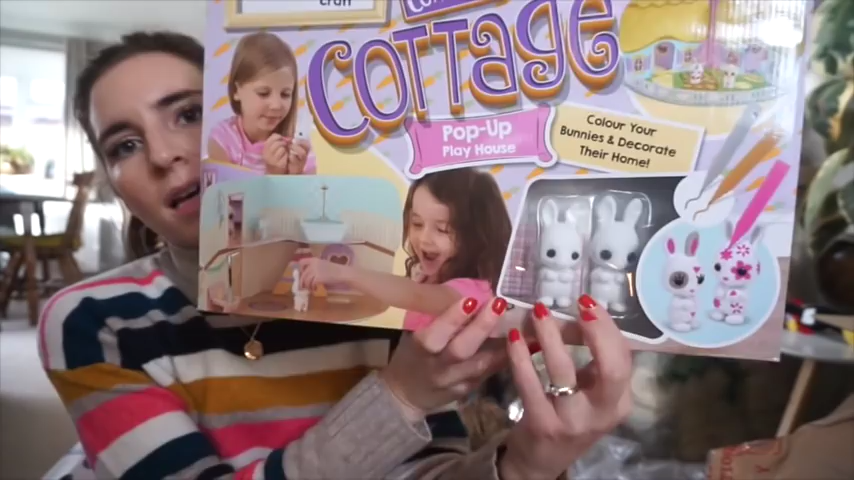 craft
COTTAGE
Pop-Up
Play House
Colour Your
Bunnies & Decorate
Their Home!